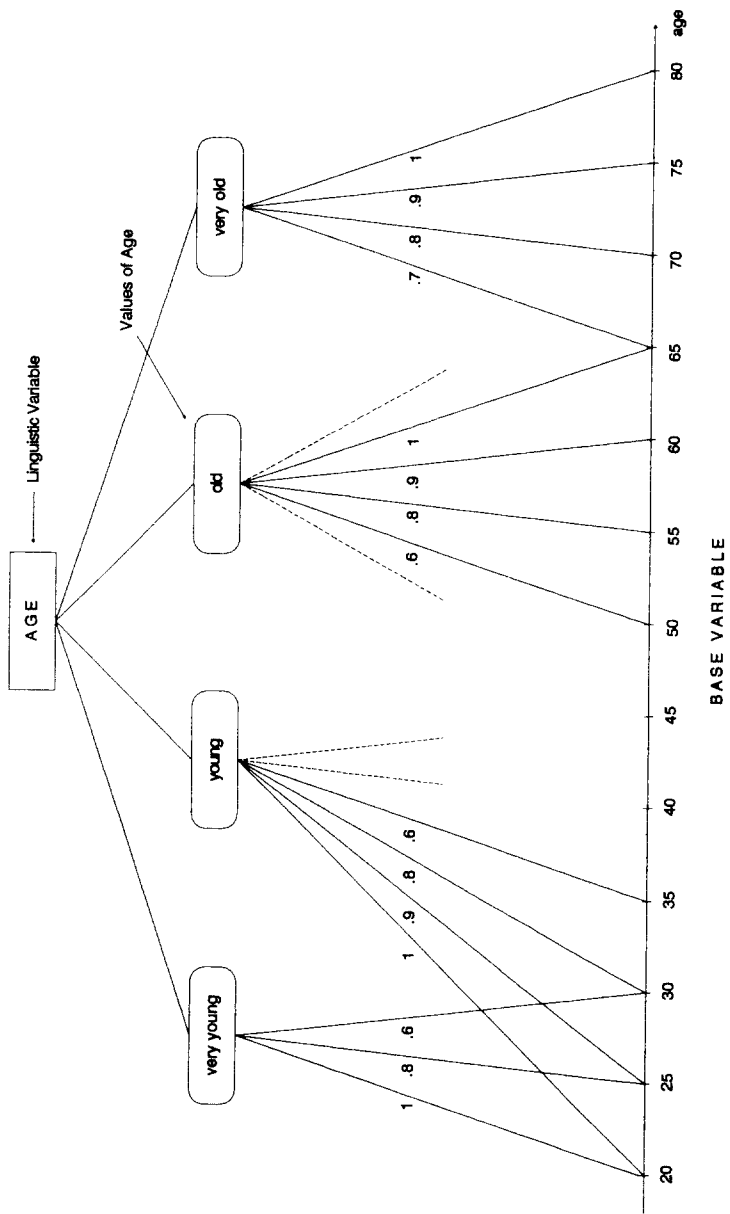 AGE
Linguistic Variable
Values of Age
very young
young
old
very old
1 .8 .6 1 .9 .8 .6 .6 .8 .9 1 .7 .8 .9 1
20 25 30 35 40 45 50 55 60 65 70 75 80 age
BASE VARIABLE